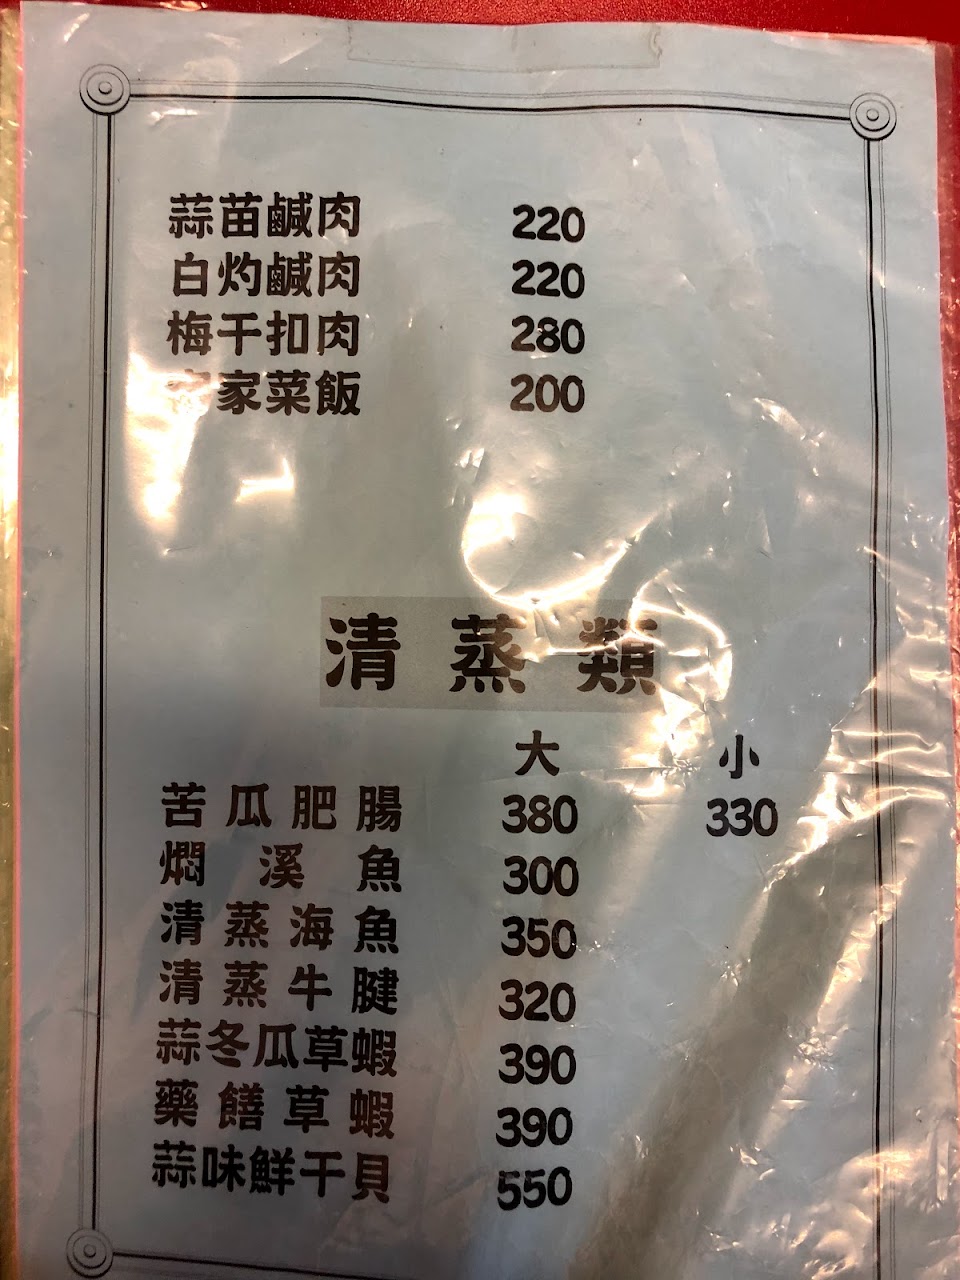 蒜苗鹹肉 220
白灼鹹肉 220
梅干扣肉 280
家菜飯 200
清蒸類
大 小
苦瓜肥腸 380 330
燜溪魚 300
清蒸海魚 350
清蒸牛腱 320
蒜冬瓜草蝦 390
藥饍草蝦 390
蒜味鮮干貝 550